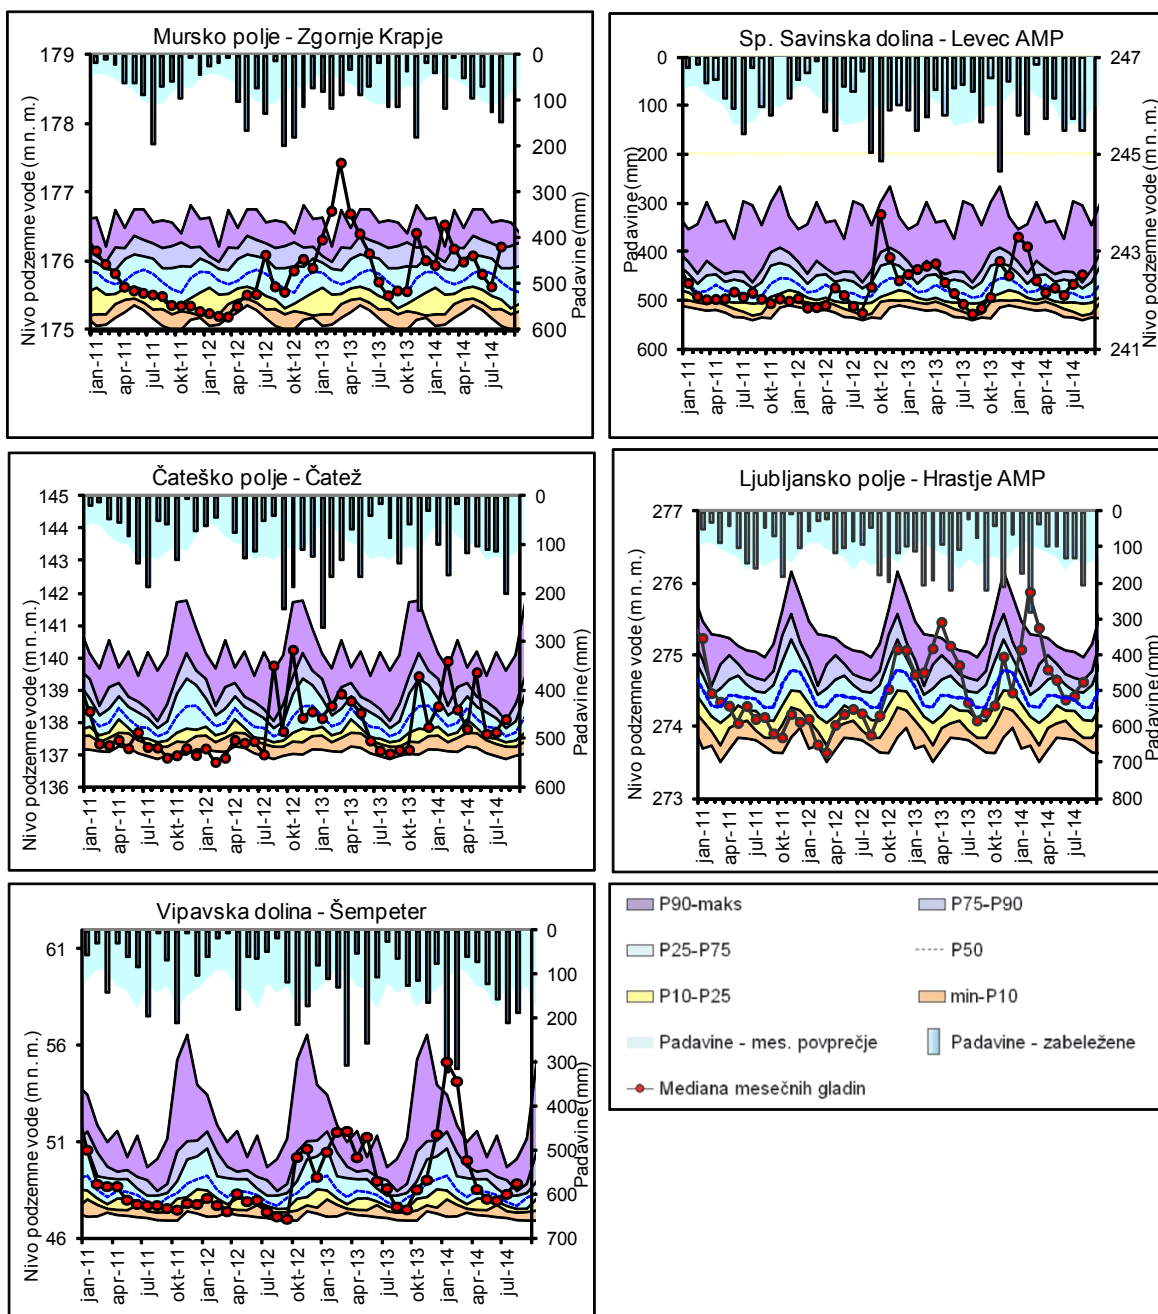 Mursko polje - Zgornje Krapje
179
178
177
176
175
0
100
200
300
400
500
600
Nivo podzemne vode (m n. m.)
Padavine (mm)
jan-11
apr-11
jul-11
okt-11
jan-12
apr-12
jul-12
okt-12
jan-13
apr-13
jul-13
okt-13
jan-14
apr-14
jul-14
Sp. Savinska dolina - Levec AMP
0
100
200
300
400
500
600
247
245
243
241
Padavine (mm)
Nivo podzemne vode (m n. m.)
jan-11
apr-11
jul-11
okt-11
jan-12
apr-12
jul-12
okt-12
jan-13
apr-13
jul-13
okt-13
jan-14
apr-14
jul-14
Čateško polje - Čatež
145
144
143
142
141
140
139
138
137
136
0
100
200
300
400
500
600
Nivo podzemne vode (m n. m.)
Padavine (mm)
jan-11
apr-11
jul-11
okt-11
jan-12
apr-12
jul-12
okt-12
jan-13
apr-13
jul-13
okt-13
jan-14
apr-14
jul-14
Ljubljansko polje - Hrastje AMP
277
276
275
274
273
0
100
200
300
400
500
600
700
800
Nivo podzemne vode (m n. m.)
Padavine (mm)
jan-11
apr-11
jul-11
okt-11
jan-12
apr-12
jul-12
okt-12
jan-13
apr-13
jul-13
okt-13
jan-14
apr-14
jul-14
Vipavska dolina - Šempeter
61
56
51
46
0
100
200
300
400
500
600
700
Nivo podzemne vode (m n. m.)
Padavine (mm)
jan-11
apr-11
jul-11
okt-11
jan-12
apr-12
jul-12
okt-12
jan-13
apr-13
jul-13
okt-13
jan-14
apr-14
jul-14
P90-maks
P75-P90
P25-P75
P50
P10-P25
min-P10
Padavine - mes. povprečje
Padavine - zabeležene
Mediana mesečnih gladin